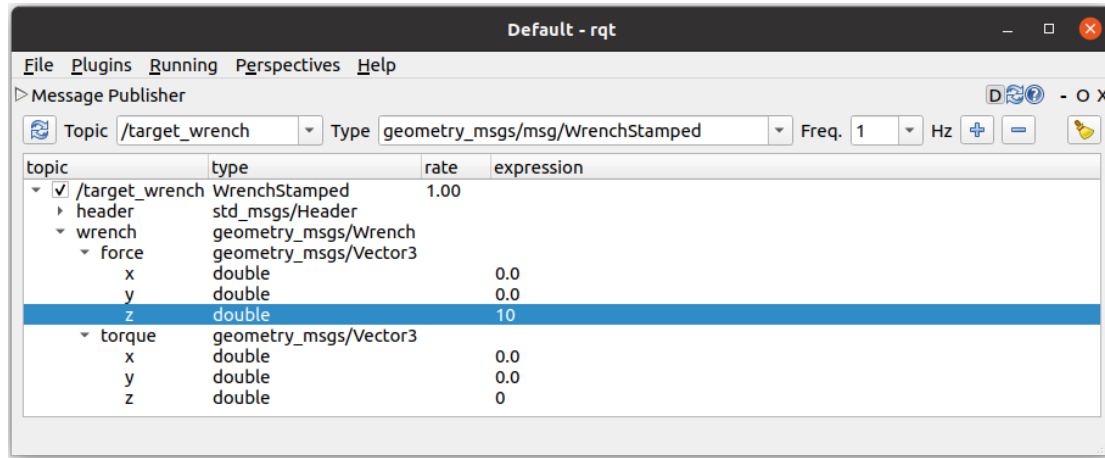 Default - rqt
File Plugins Running Perspectives Help
Message Publisher D - O X
Topic /target_wrench Type geometry_msgs/msg/WrenchStamped Freq. 1 Hz
topic type rate expression
/target_wrench WrenchStamped 1.00
header std_msgs/Header
wrench geometry_msgs/Wrench
force geometry_msgs/Vector3
x double 0.0
y double 0.0
z double 10
torque geometry_msgs/Vector3
x double 0.0
y double 0.0
z double 0